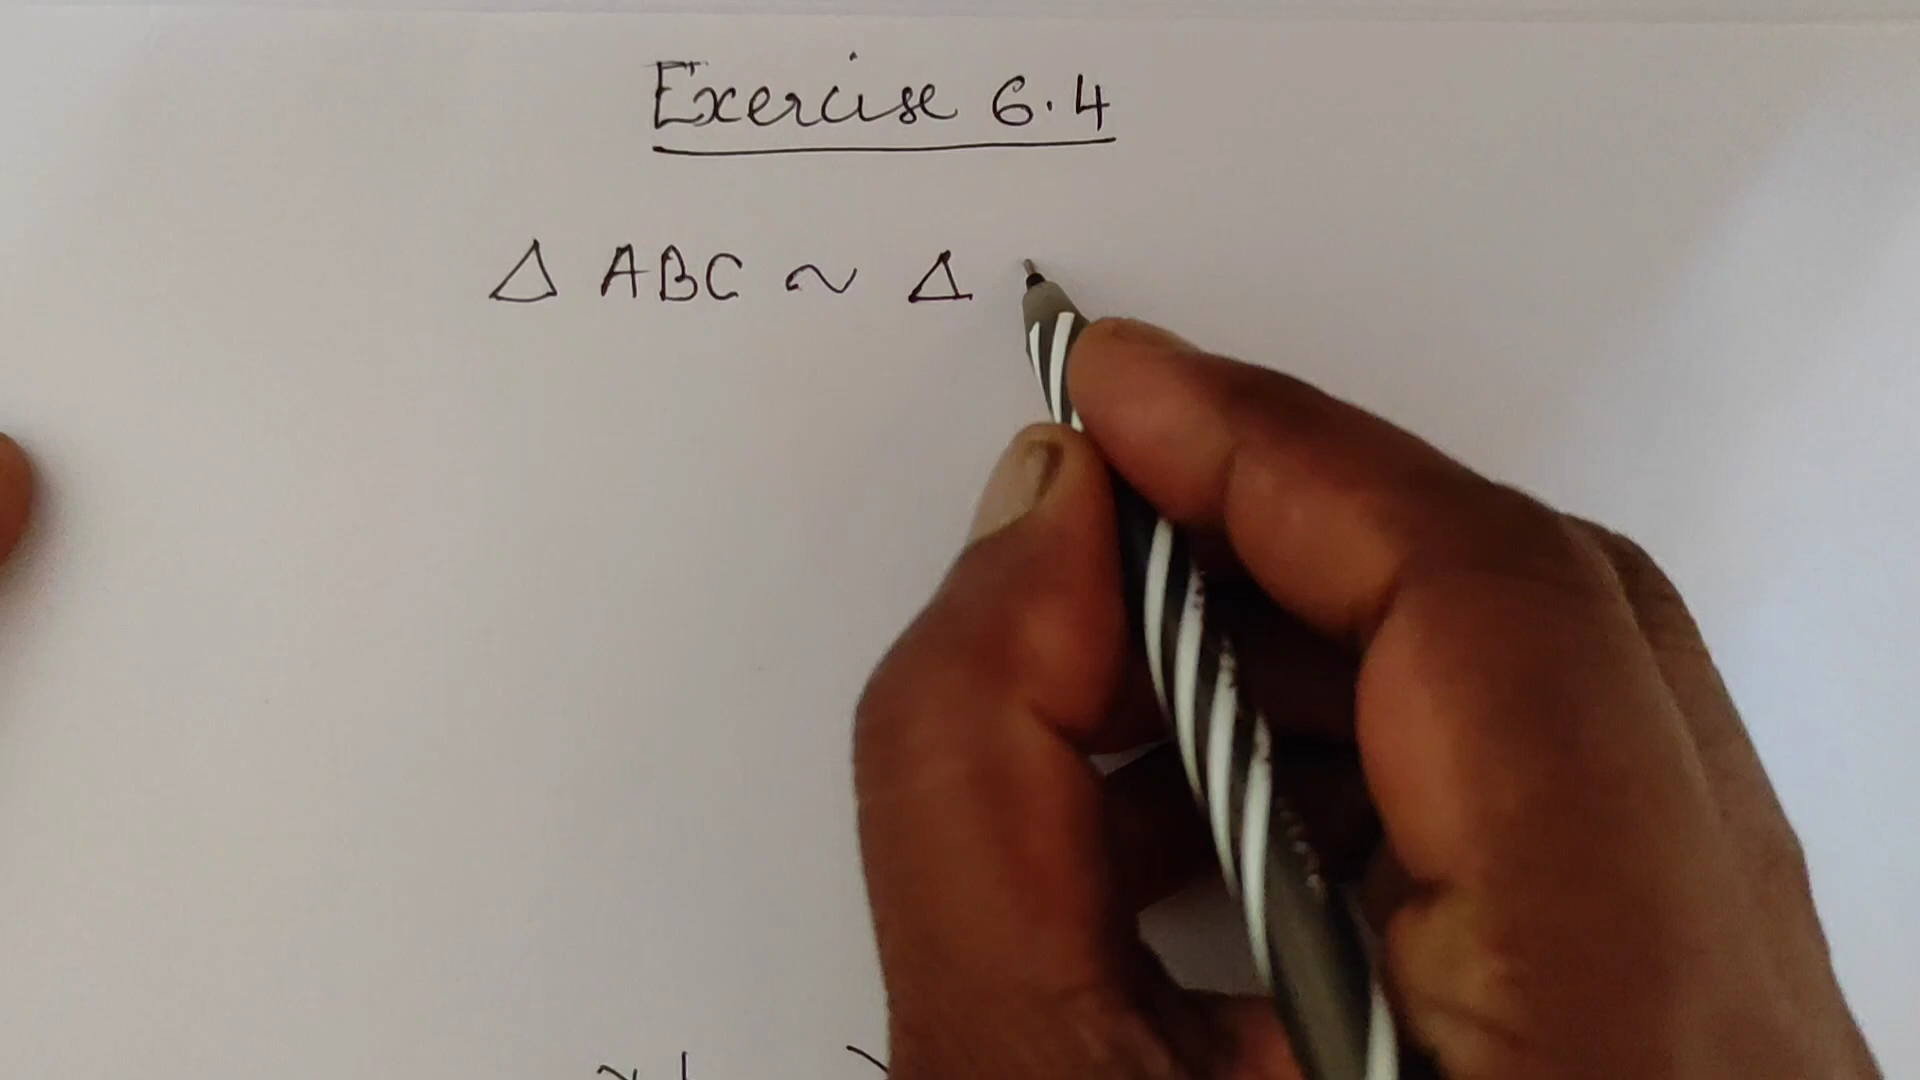 Exercise 6.4
Δ ABC ~ Δ